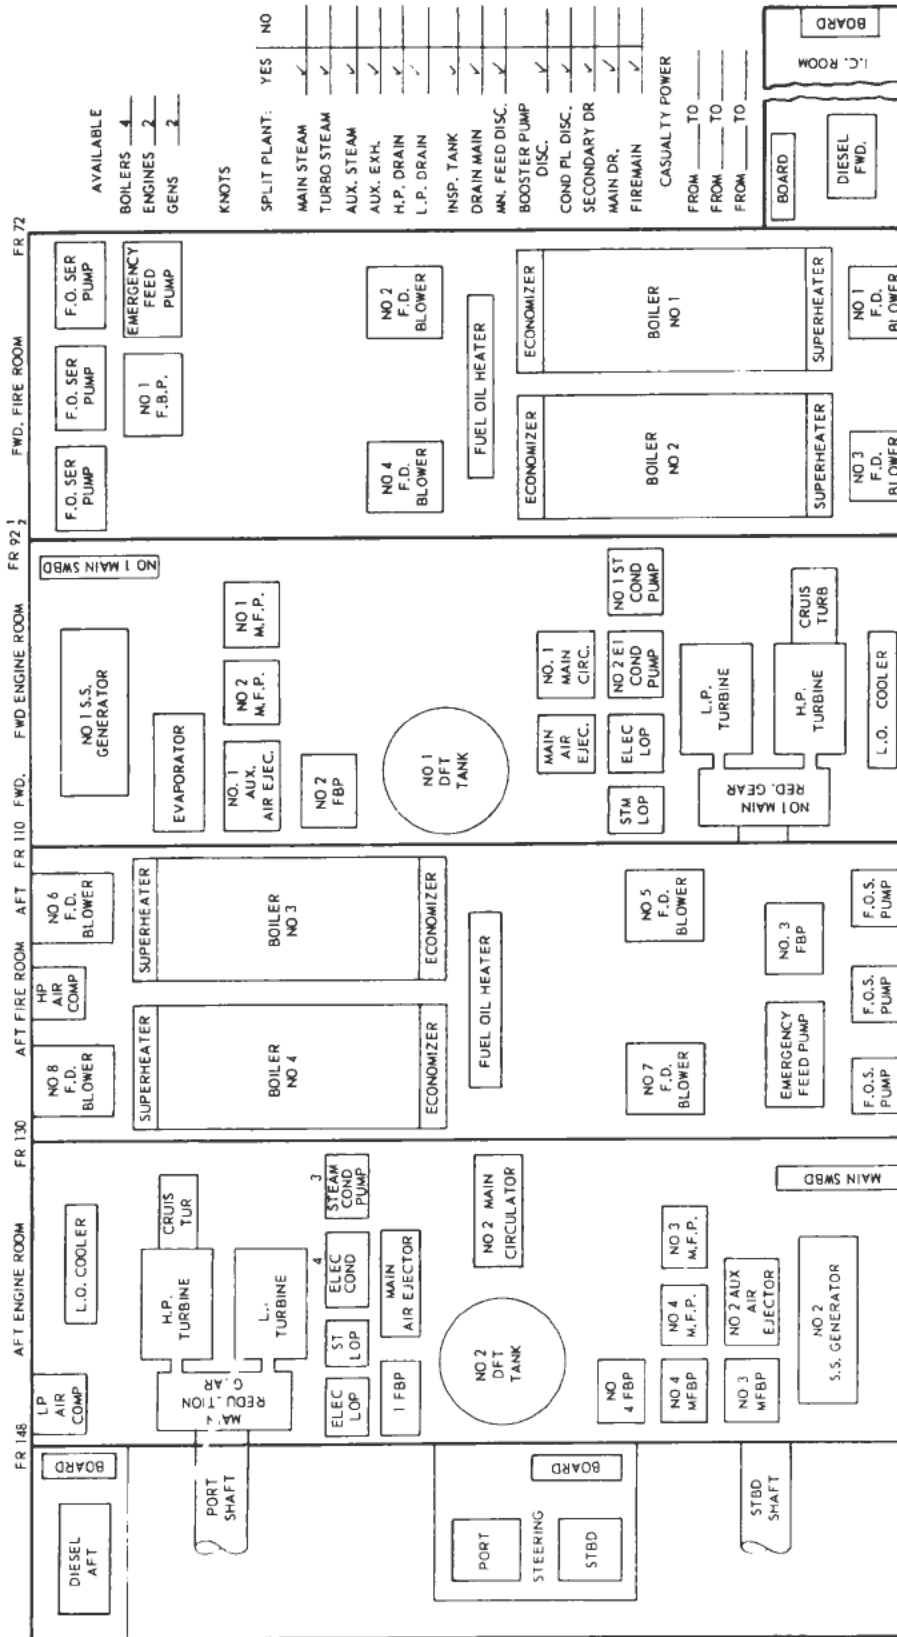 FR 148
AFT ENGINE ROOM
FR 130
AFT FIRE ROOM
AFT
FR 110
FWD.
FWD ENGINE ROOM
FR 92 1/2
FWD. FIRE ROOM
FR 72
DIESEL
AFT
BOARD
PORT
SHAFT
PORT
STEERING
STBD
BOARD
STBD
SHAFT
LP
AIR
COMP
L.O. COOLER
MAIN
REDUCTION
GEAR
H.P.
TURBINE
CRUIS
TUR
TURBINE
ELEC
LOP
ST
LOP
4
ELEC
COND
3
STEAM
COND
PUMP
1 FBP
MAIN
AIR EJECTOR
NO 2
DFT
TANK
NO 2 MAIN
CIRCULATOR
NO
4 FBP
NO 4
MFBP
NO 4
M.F.P.
NO 3
M.F.P.
NO 3
MFBP
NO 2 AUX
AIR
EJECTOR
NO 2
S.S. GENERATOR
MAIN SWBD
NO 8
F.D.
BLOWER
HP
AIR
COMP
NO 6
F.D.
BLOWER
SUPERHEATER
BOILER
NO 4
ECONOMIZER
SUPERHEATER
BOILER
NO 3
ECONOMIZER
FUEL OIL HEATER
NO 7
F.D.
BLOWER
NO 5
F.D.
BLOWER
EMERGENCY
FEED PUMP
NO. 3
FBP
F.O.S.
PUMP
F.O.S.
PUMP
F.O.S.
PUMP
NO 1 S.S.
GENERATOR
NO 1 MAIN SWBD
EVAPORATOR
NO. 1
AUX.
AIR EJEC.
NO 2
M.F.P.
NO 1
M.F.P.
NO 2
FBP
NO 1
DFT
TANK
MAIN
AIR
EJEC.
NO. 1
MAIN
CIRC.
STM
LOP
ELEC
LOP
NO 2 E1
COND
PUMP
NO 1 ST
COND
PUMP
NO1 MAIN
RED. GEAR
L.P.
TURBINE
H.P.
TURBINE
CRUIS
TURB
L.O. COOLER
F.O. SER
PUMP
F.O. SER
PUMP
F.O. SER
PUMP
NO 1
F.B.P.
EMERGENCY
FEED
PUMP
NO 4
F.D.
BLOWER
NO 2
F.D.
BLOWER
FUEL OIL HEATER
ECONOMIZER
BOILER
NO 2
SUPERHEATER
ECONOMIZER
BOILER
NO 1
SUPERHEATER
NO 3
F.D.
BLOWER
NO 1
F.D.
BLOWER
AVAILABLE
BOILERS 4
ENGINES 2
GENS 2
KNOTS
SPLIT PLANT: YES NO
MAIN STEAM ✓
TURBO STEAM ✓
AUX. STEAM ✓
AUX. EXH. ✓
H.P. DRAIN ✓
L.P. DRAIN ✓
INSP. TANK ✓
DRAIN MAIN ✓
MN. FEED DISC. ✓
BOOSTER PUMP
DISC. ✓
COND PL DISC. ✓
SECONDARY DR ✓
MAIN DR. ✓
FIREMAIN ✓
CASUALTY POWER
FROM ____ TO ____
FROM ____ TO ____
FROM ____ TO ____
BOARD
DIESEL
FWD.
I.C. ROOM
BOARD